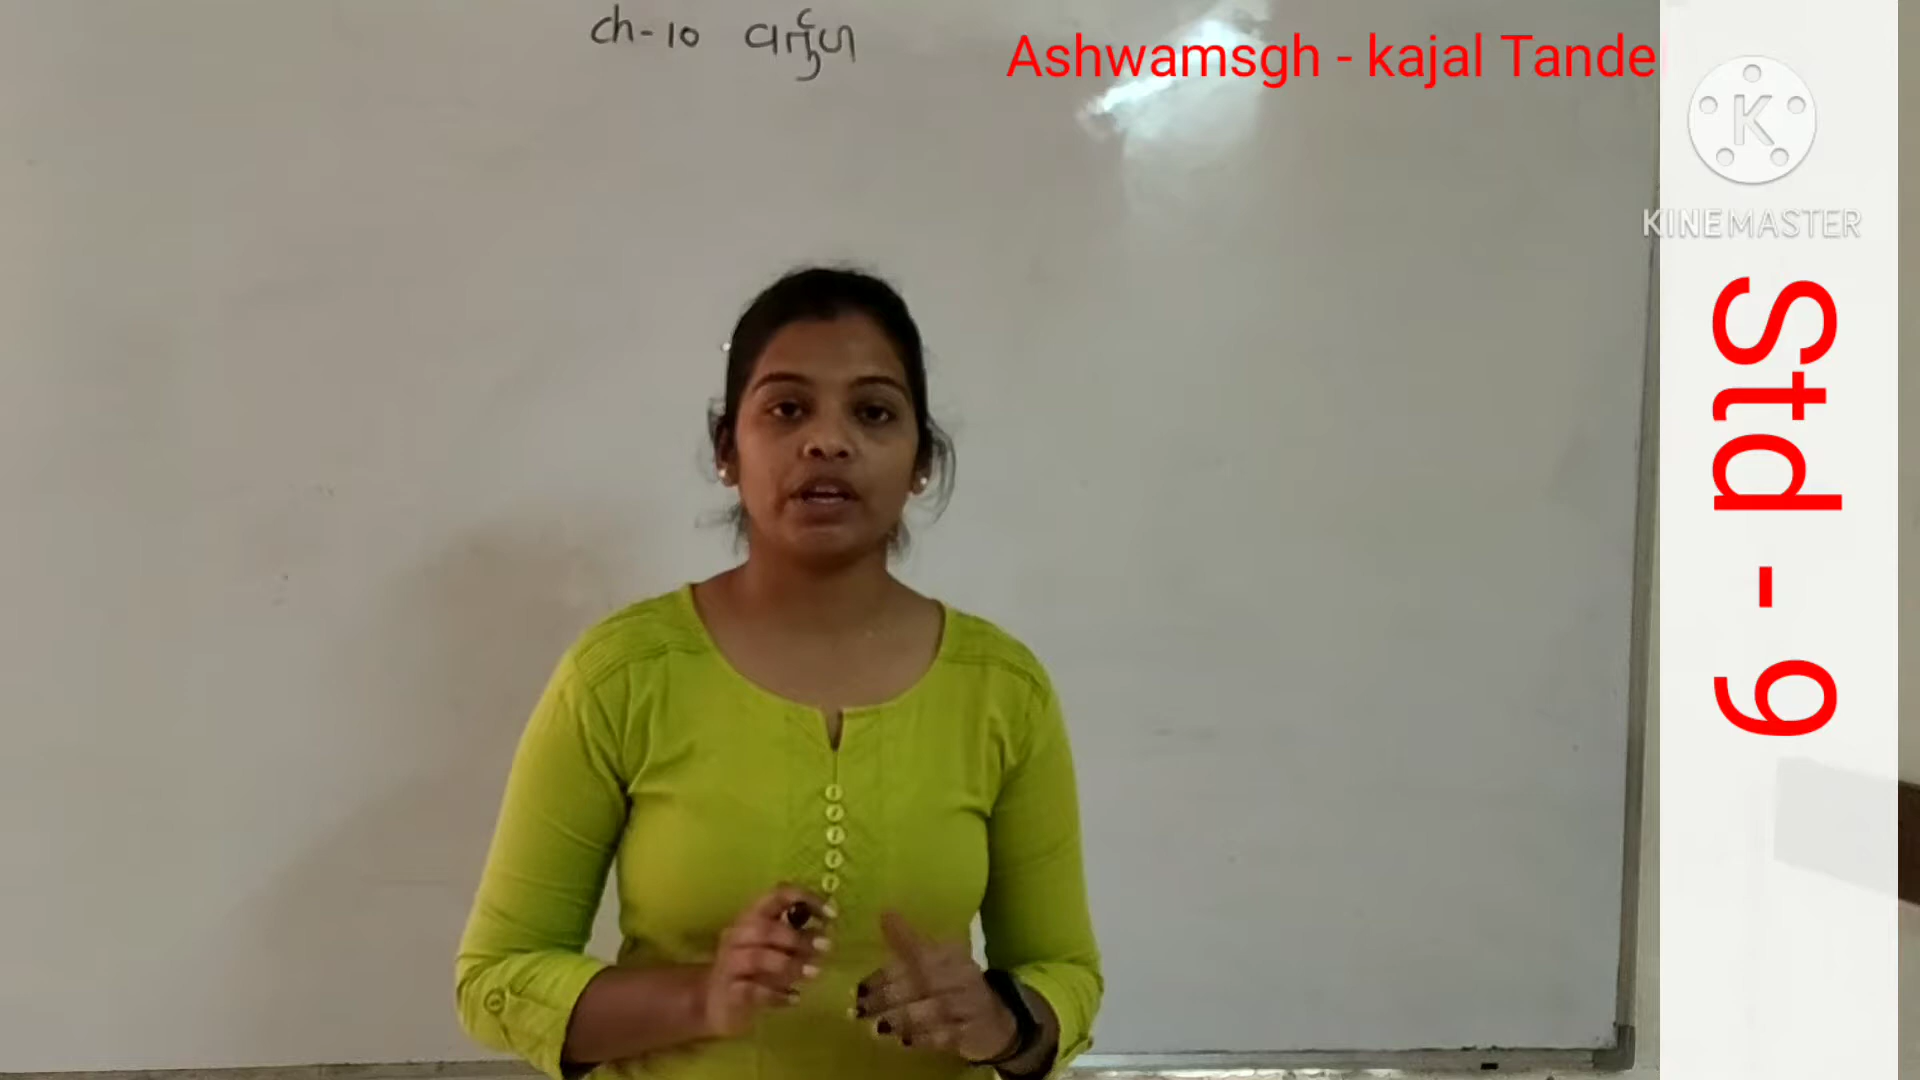 ch-10 વર્તુળ
Ashwamsgh - kajal Tande
KINEMASTER
Std - 9